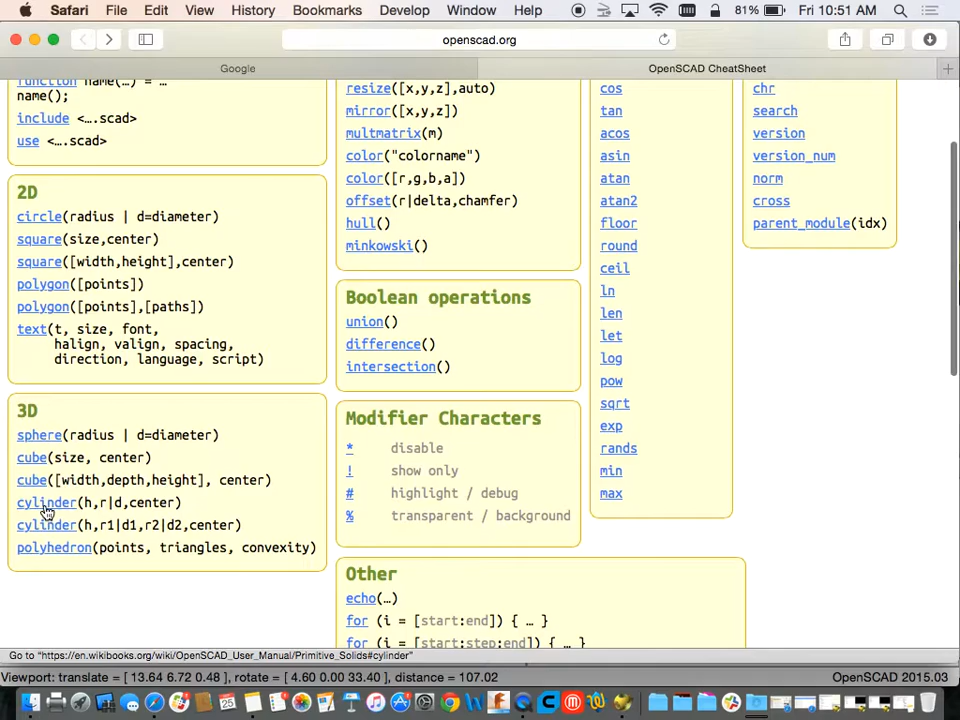 Safari File Edit View History Bookmarks Develop Window Help 81% Fri 10:51 AM
openscad.org
Google
OpenSCAD CheatSheet
function name(…) = …
name();
include <….scad>
use <….scad>
2D
circle(radius | d=diameter)
square(size,center)
square([width,height],center)
polygon([points])
polygon([points],[paths])
text(t, size, font,
halign, valign, spacing,
direction, language, script)
3D
sphere(radius | d=diameter)
cube(size, center)
cube([width,depth,height], center)
cylinder(h,r|d,center)
cylinder(h,r1|d1,r2|d2,center)
polyhedron(points, triangles, convexity)
resize([x,y,z],auto)
mirror([x,y,z])
multmatrix(m)
color("colorname")
color([r,g,b,a])
offset(r|delta,chamfer)
hull()
minkowski()
Boolean operations
union()
difference()
intersection()
Modifier Characters
* disable
! show only
# highlight / debug
% transparent / background
Other
echo(…)
for (i = [start:end]) { … }
for (i = [start:step:end]) { … }
cos
tan
acos
asin
atan
atan2
floor
round
ceil
ln
len
let
log
pow
sqrt
exp
rands
min
max
chr
search
version
version_num
norm
cross
parent_module(idx)
Go to "https://en.wikibooks.org/wiki/OpenSCAD_User_Manual/Primitive_Solids#cylinder"
Viewport: translate = [ 13.64 6.72 0.48 ], rotate = [ 4.60 0.00 33.40 ], distance = 107.02
OpenSCAD 2015.03